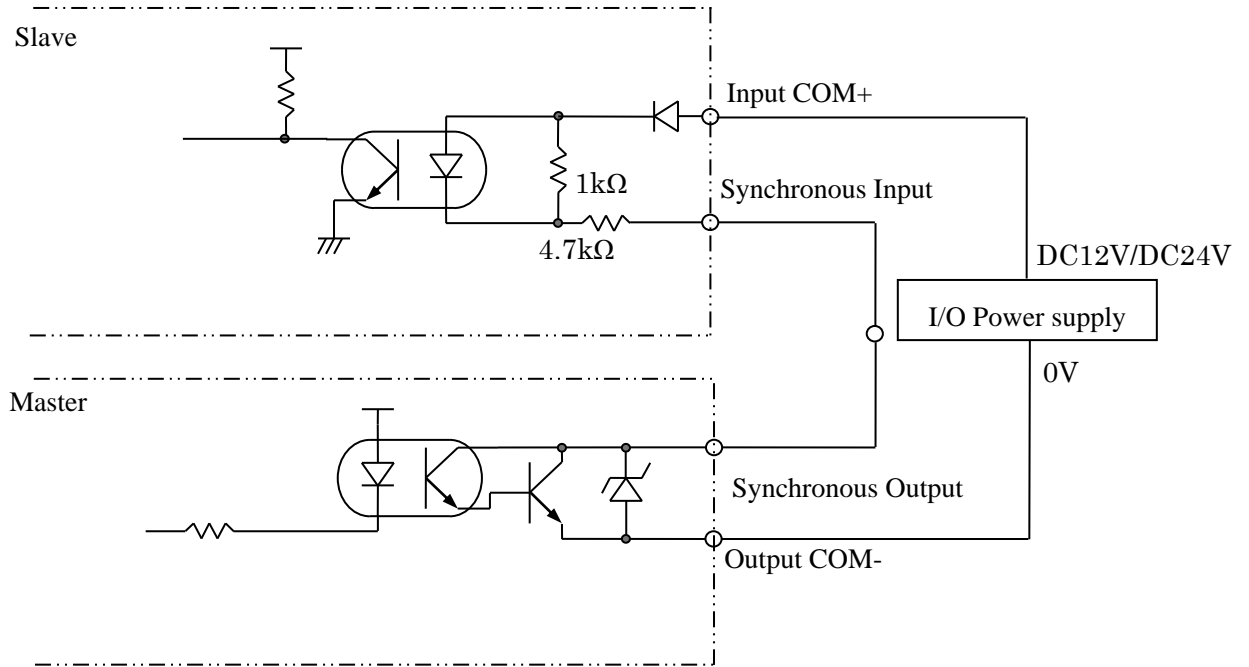 Slave
Input COM+
1kΩ
Synchronous Input
4.7kΩ
DC12V/DC24V
I/O Power supply
0V
Master
Synchronous Output
Output COM-